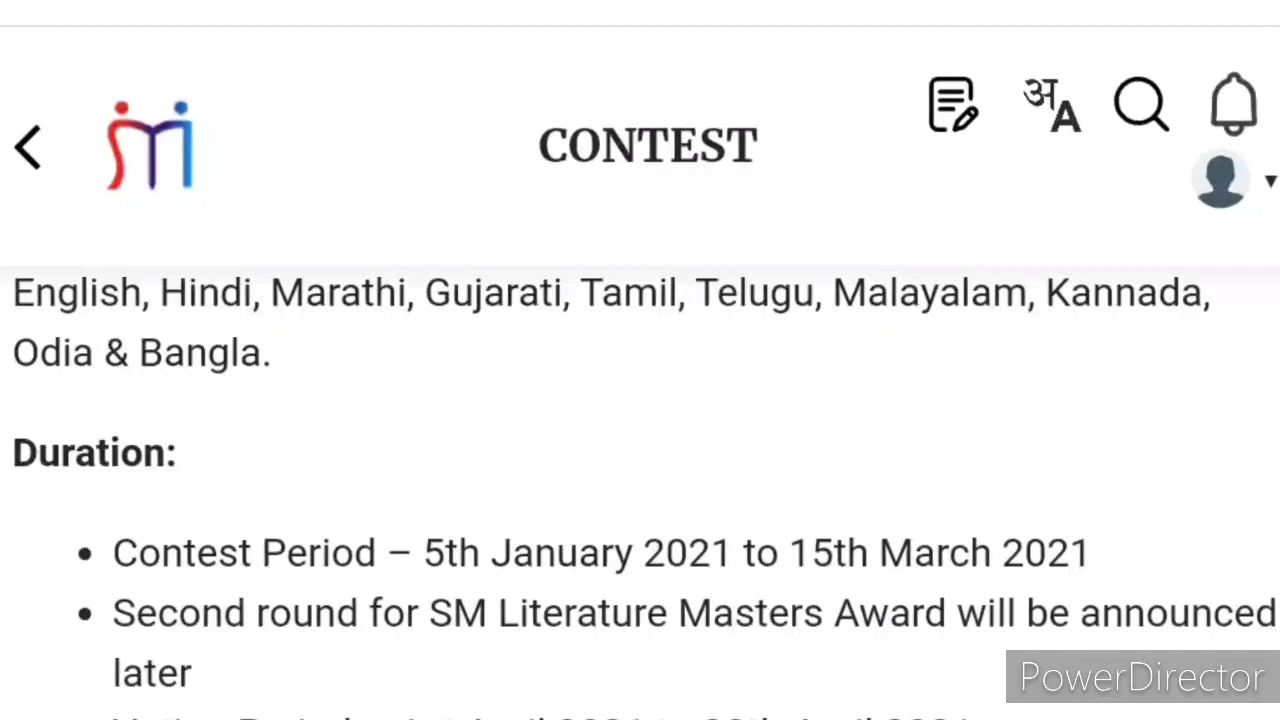 CONTEST
अA
English, Hindi, Marathi, Gujarati, Tamil, Telugu, Malayalam, Kannada,
Odia & Bangla.
Duration:
• Contest Period – 5th January 2021 to 15th March 2021
• Second round for SM Literature Masters Award will be announced
later
PowerDirector